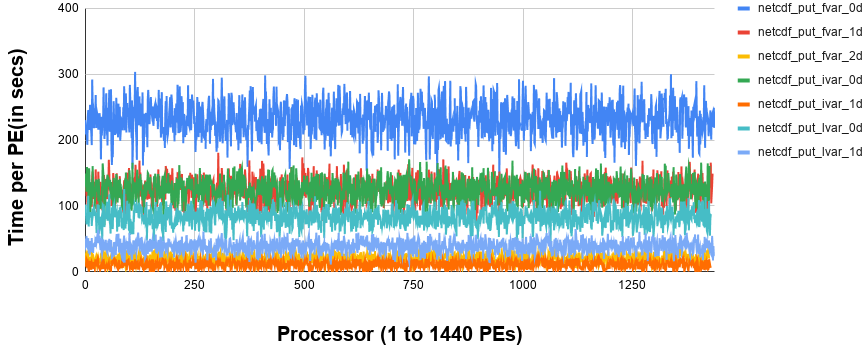 Time per PE(in secs)
400
300
200
100
0
0
250
500
750
1000
1250
Processor (1 to 1440 PEs)
netcdf_put_fvar_0d
netcdf_put_fvar_1d
netcdf_put_fvar_2d
netcdf_put_ivar_0d
netcdf_put_ivar_1d
netcdf_put_lvar_0d
netcdf_put_lvar_1d